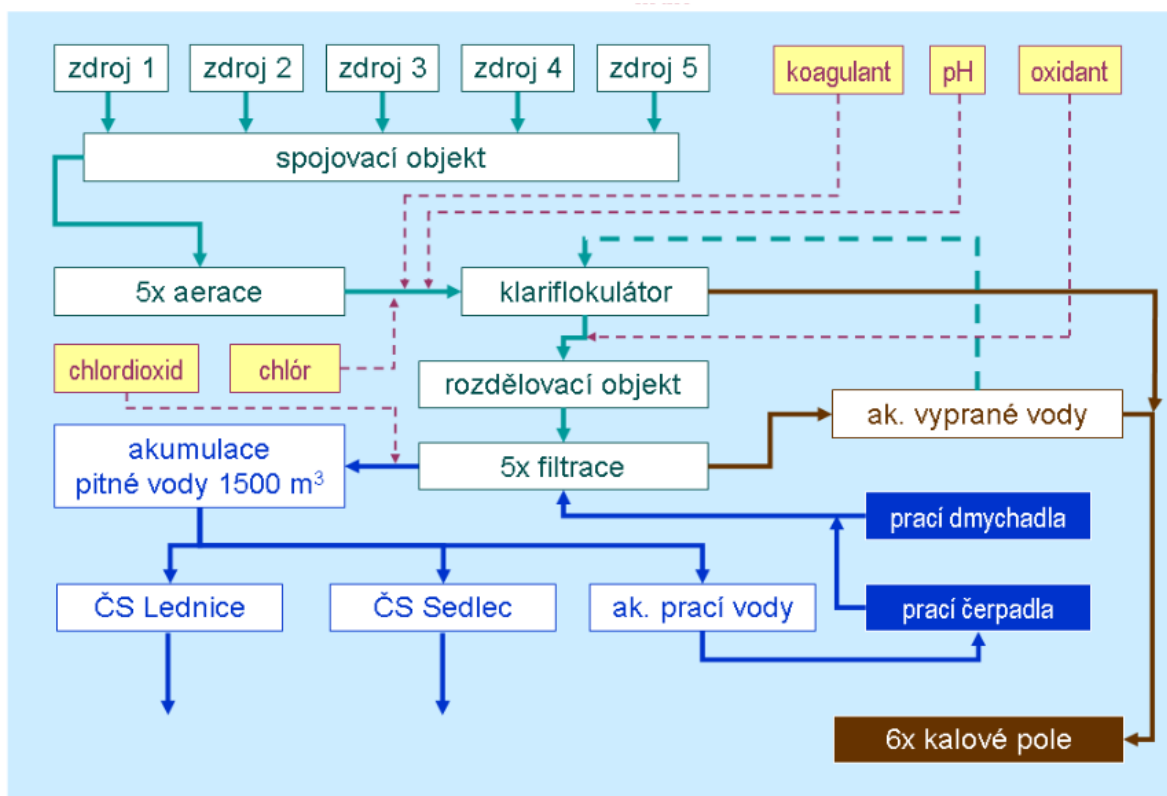 zdroj 1
zdroj 2
zdroj 3
zdroj 4
zdroj 5
koagulant
pH
oxidant
spojovací objekt
5x aerace
klariflokulátor
chlordioxid
chlór
rozdělovací objekt
ak. vyprané vody
akumulace
pitné vody 1500 m³
5x filtrace
prací dmychadla
ČS Lednice
ČS Sedlec
ak. prací vody
prací čerpadla
6x kalové pole